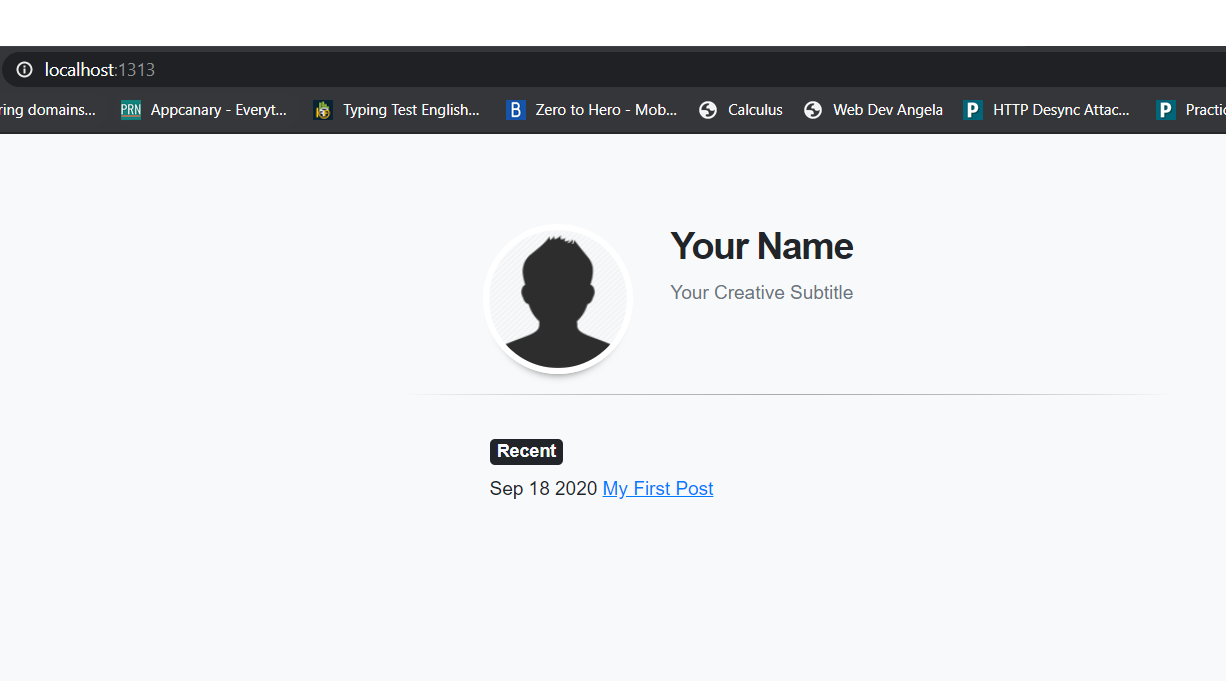 localhost:1313
ring domains... PRN Appcanary - Everyt... Typing Test English... B Zero to Hero - Mob... Calculus Web Dev Angela P HTTP Desync Attac... P Practic
Your Name
Your Creative Subtitle
Recent
Sep 18 2020 My First Post